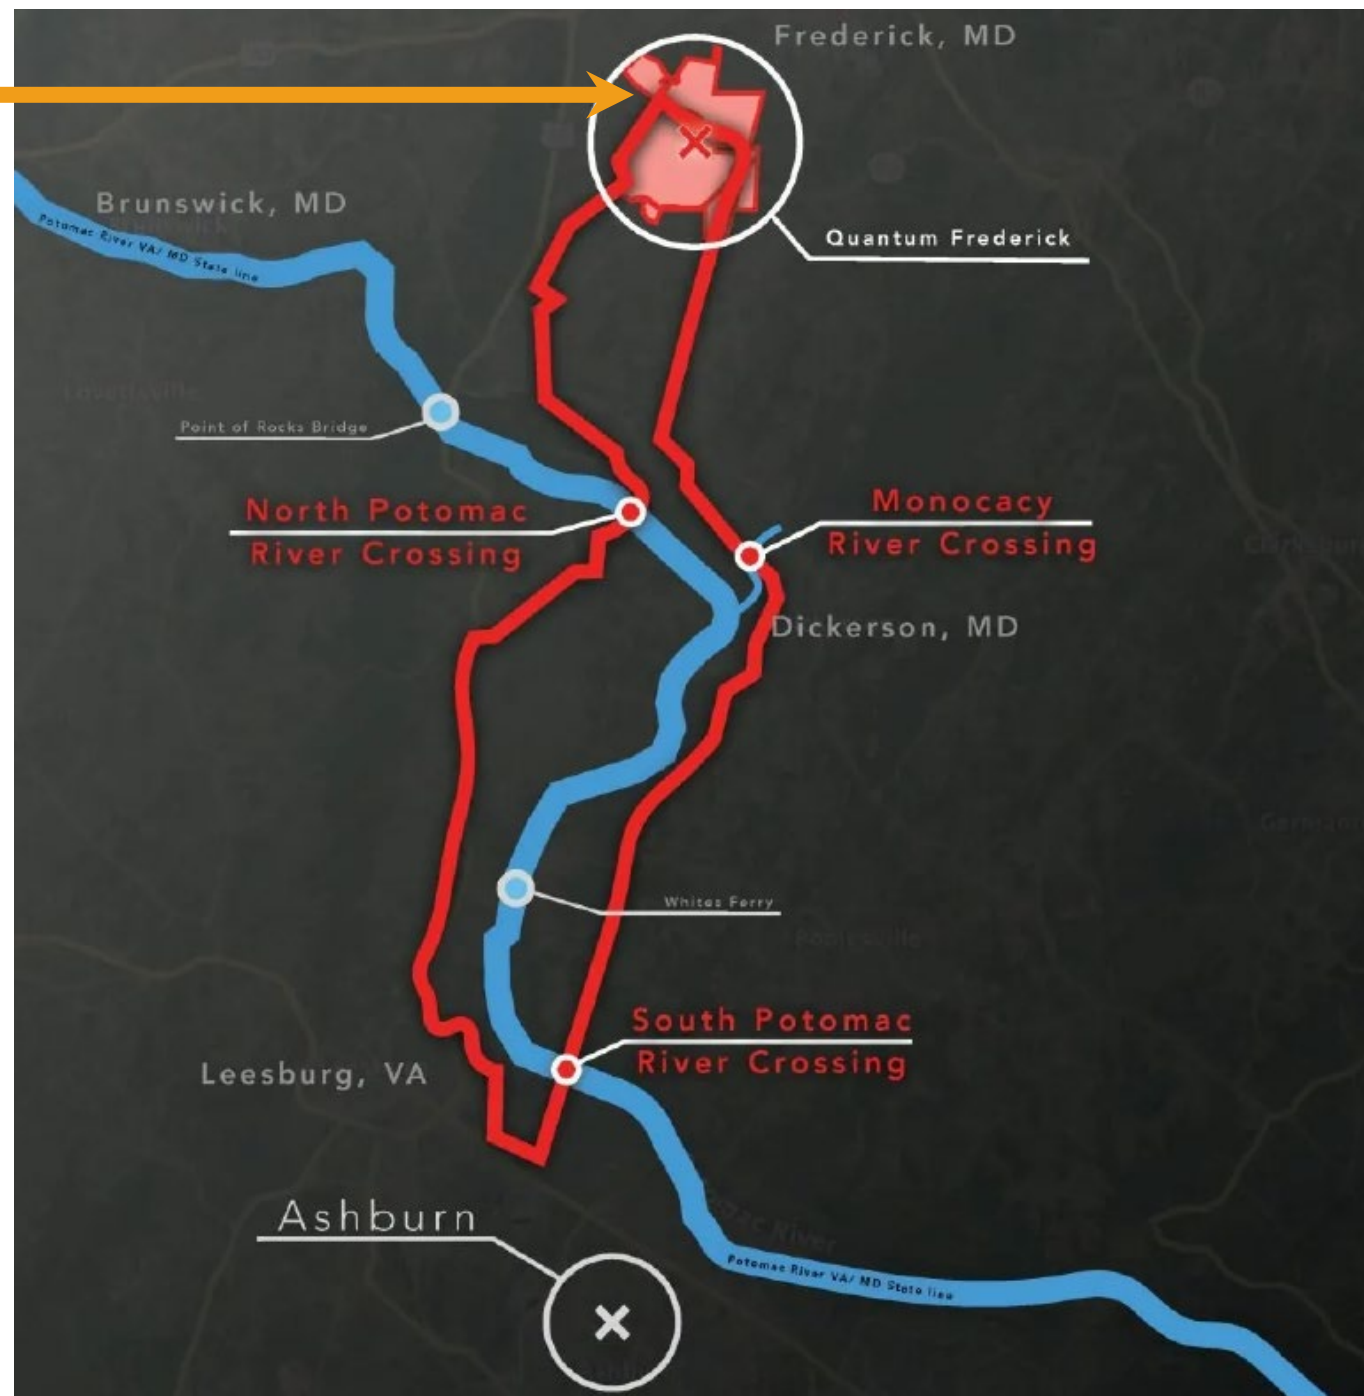 Frederick, MD
Brunswick, MD
Potomac River VA/ MD State line
Quantum Frederick
Lovettsville
Point of Rocks Bridge
North Potomac
River Crossing
Monocacy
River Crossing
Dickerson, MD
Whites Ferry
South Potomac
River Crossing
Leesburg, VA
Ashburn
Potomac River VA/ MD State line